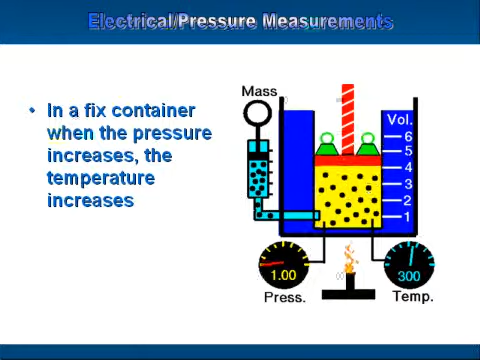 Electrical/Pressure Measurements
• In a fix container
when the pressure
increases, the
temperature
increases
Mass
Vol.
6
5
4
3
2
1
1.00
300
Press.
Temp.